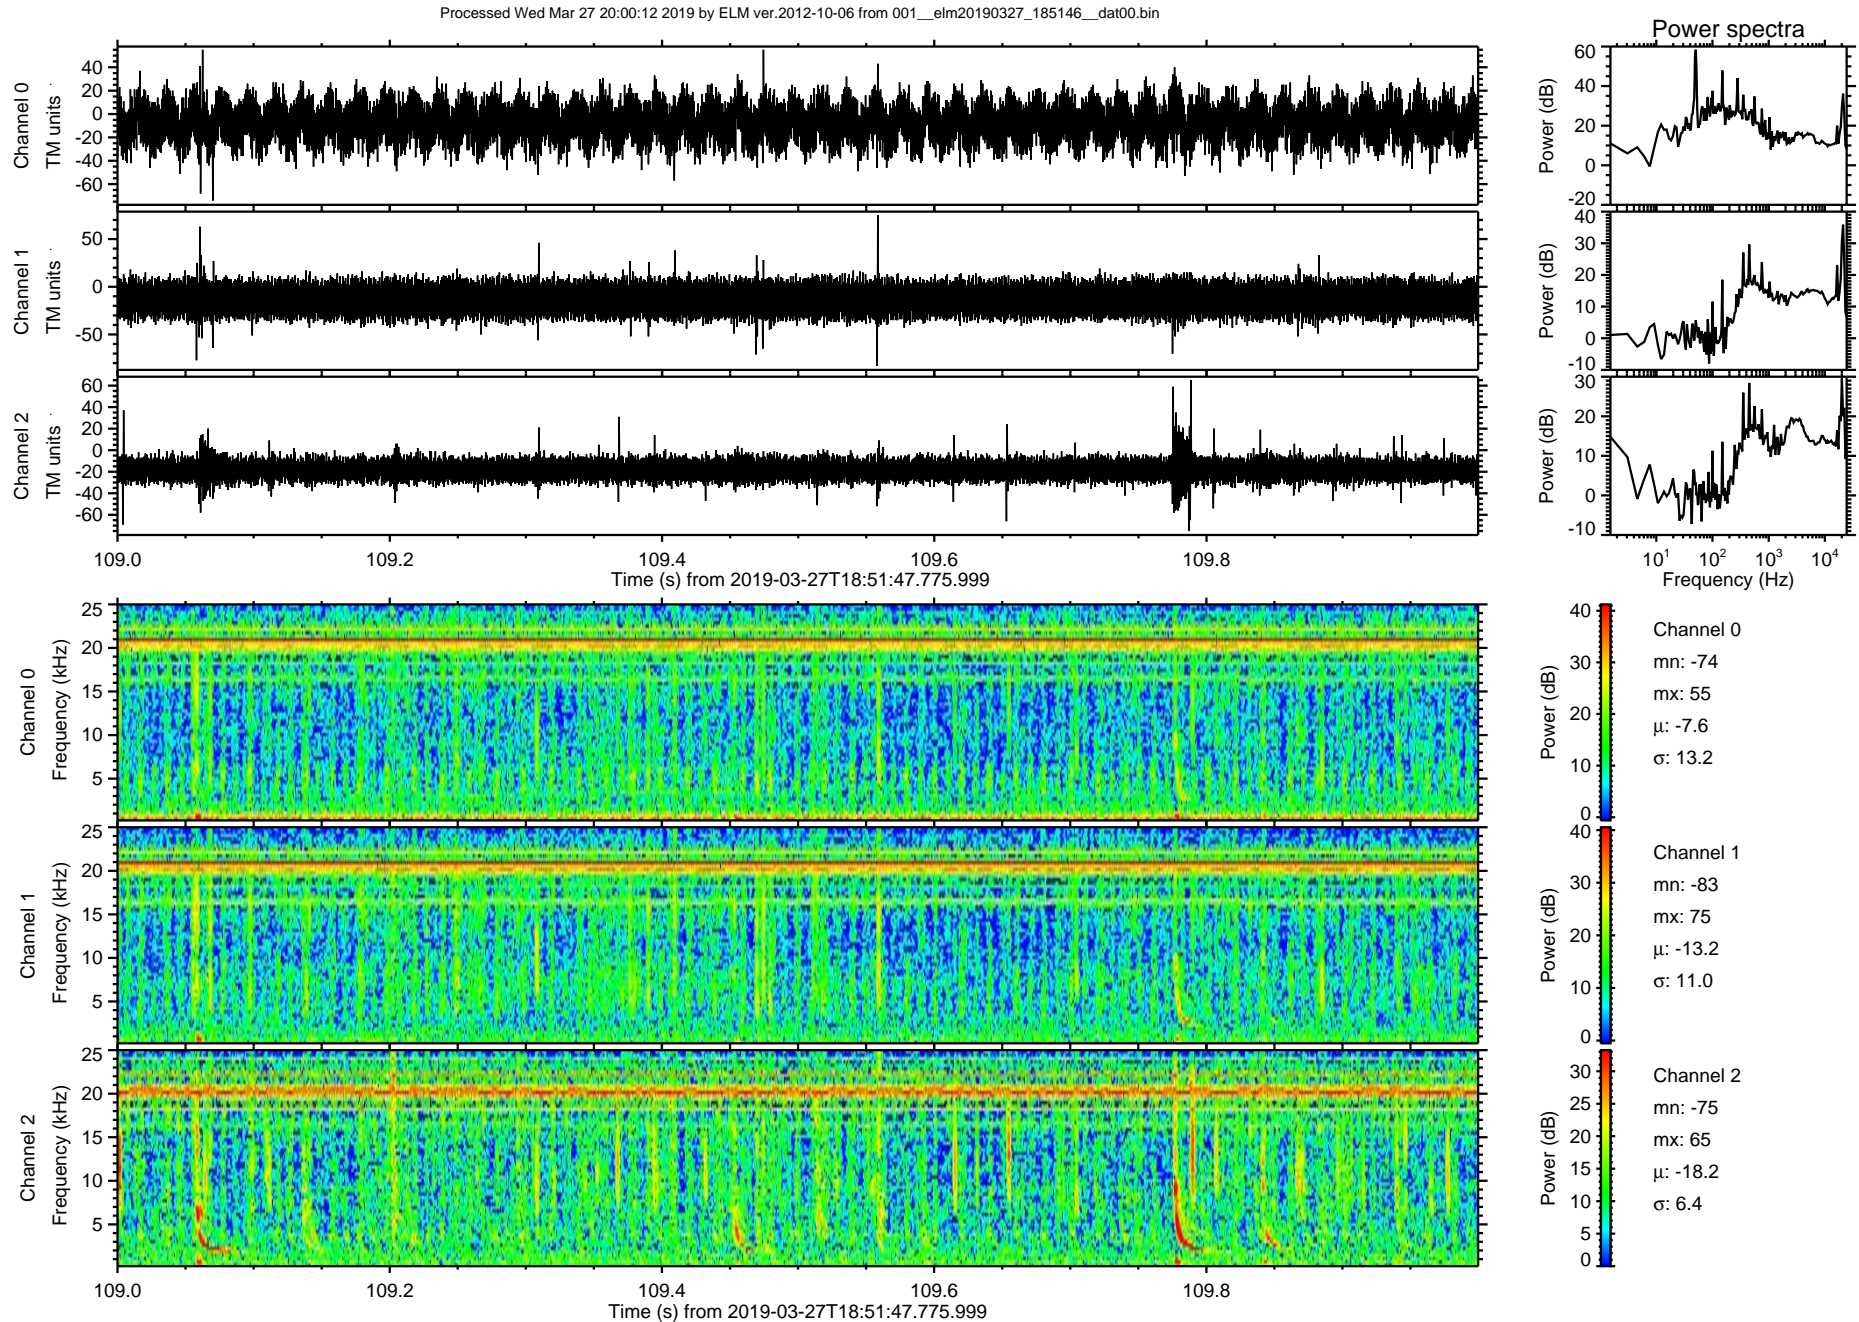 Processed Wed Mar 27 20:00:12 2019 by ELM ver.2012-10-06 from 001__elm20190327_185146__dat00.bin
Power spectra
Channel 0
TM units
40
20
0
-20
-40
-60
Power (dB)
60
40
20
0
-20
Channel 1
TM units
50
0
-50
Power (dB)
40
30
20
10
0
-10
Channel 2
TM units
60
40
20
0
-20
-40
-60
Power (dB)
30
20
10
0
-10
109.0 109.2 109.4 109.6 109.8
Time (s) from 2019-03-27T18:51:47.775.999
10¹ 10² 10³ 10⁴
Frequency (Hz)
Channel 0
Frequency (kHz)
25
20
15
10
5
Power (dB)
40
30
20
10
0
Channel 0
mn: -74
mx: 55
μ: -7.6
σ: 13.2
Channel 1
Frequency (kHz)
25
20
15
10
5
Power (dB)
40
30
20
10
0
Channel 1
mn: -83
mx: 75
μ: -13.2
σ: 11.0
Channel 2
Frequency (kHz)
25
20
15
10
5
Power (dB)
30
25
20
15
10
5
0
Channel 2
mn: -75
mx: 65
μ: -18.2
σ: 6.4
109.0 109.2 109.4 109.6 109.8
Time (s) from 2019-03-27T18:51:47.775.999